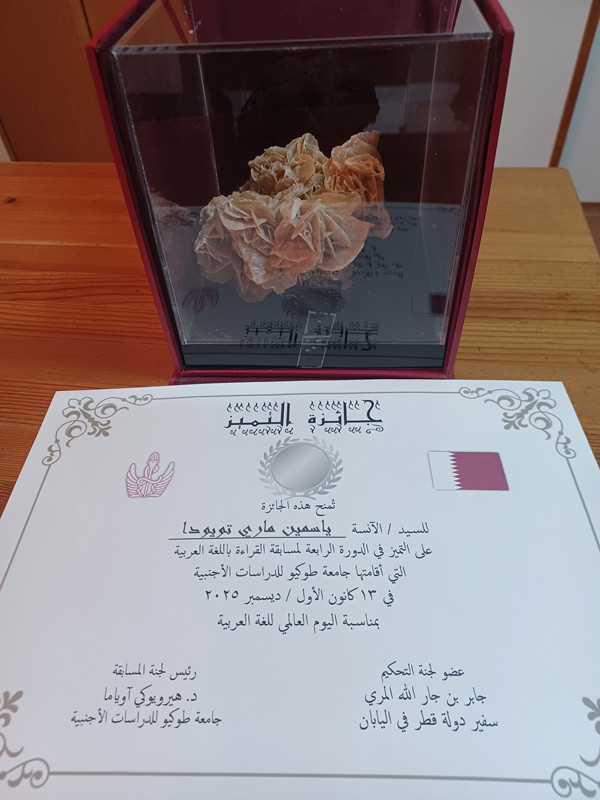 جائزة التميز
تُمنح هذه الجائزة
للسيد / الآنسة ياسمين ماري تويودا
على التميز في الدورة الرابعة لمسابقة القراءة باللغة العربية
التي أقامتها جامعة طوكيو للدراسات الأجنبية
في ١٣ كانون الأول / ديسمبر ٢٠٢٥
بمناسبة اليوم العالمي للغة العربية
عضو لجنة التحكيم
جابر بن جار الله المري
سفير دولة قطر في اليابان
رئيس لجنة المسابقة
د. هيرويوكي آوياما
جامعة طوكيو للدراسات الأجنبية